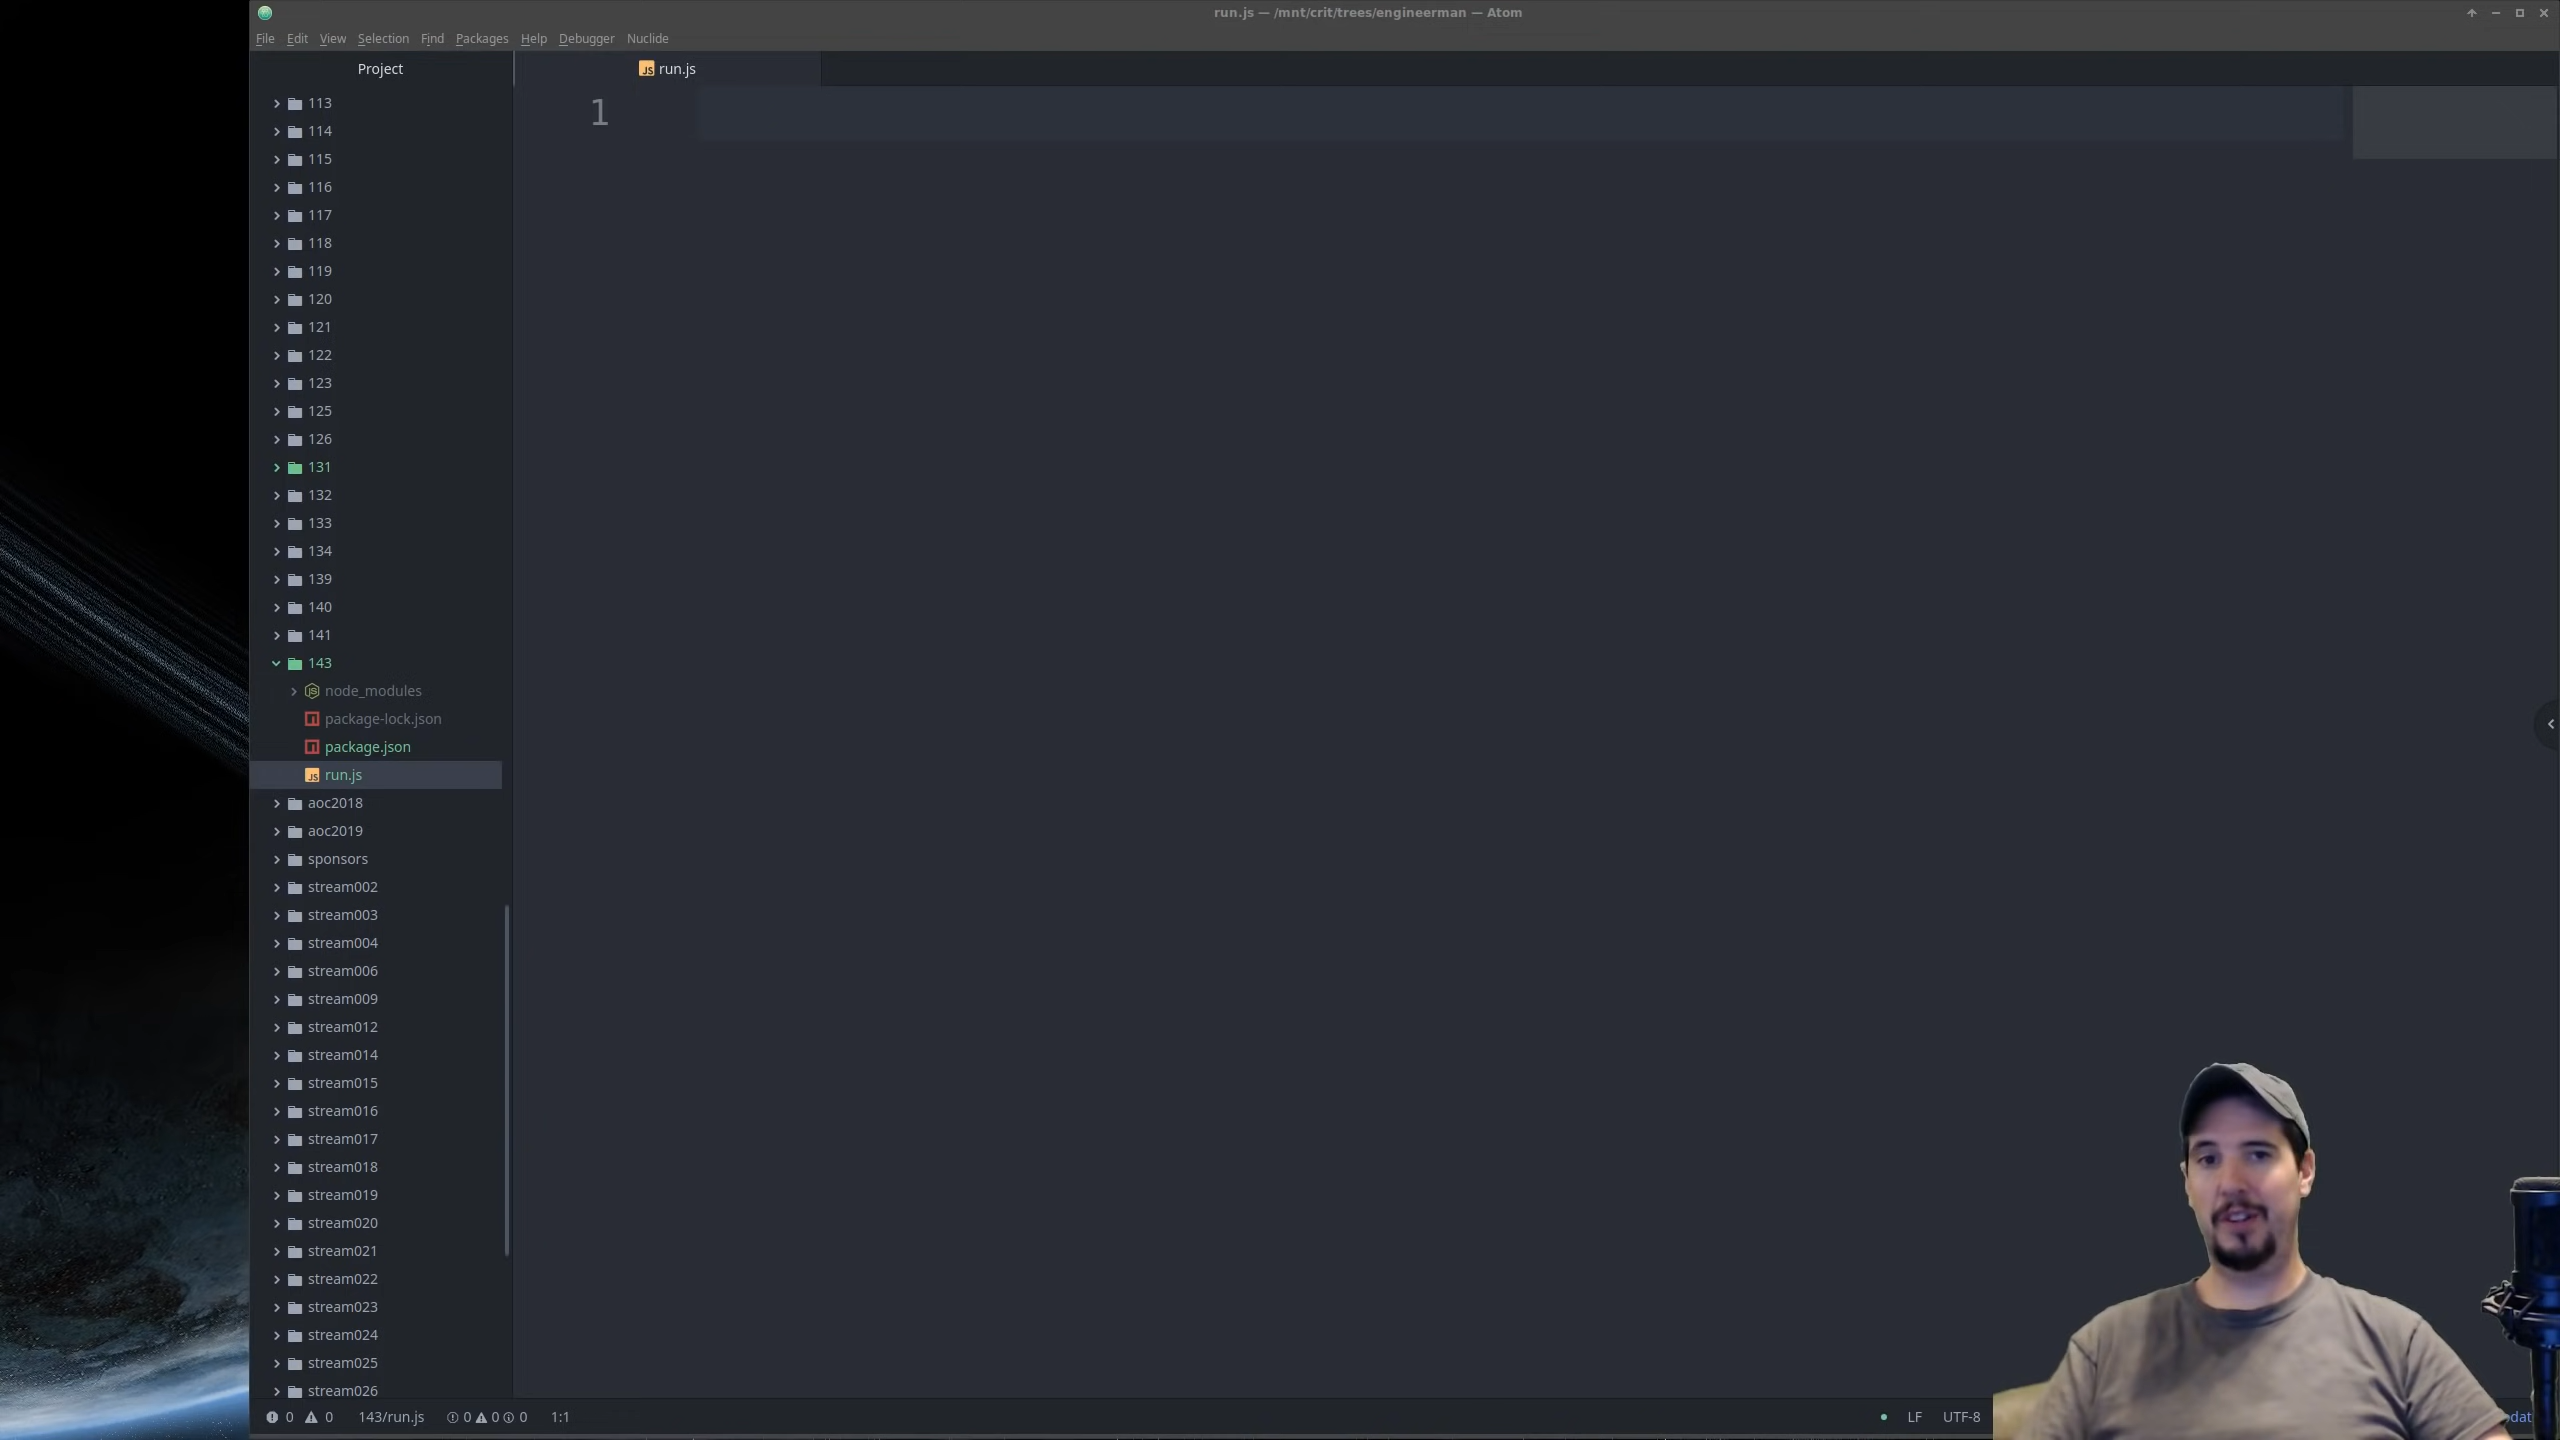 run.js — /mnt/crit/trees/engineerman — Atom
File Edit View Selection Find Packages Help Debugger Nuclide
Project
run.js
1
113
114
115
116
117
118
119
120
121
122
123
125
126
131
132
133
134
139
140
141
143
node_modules
package-lock.json
package.json
run.js
aoc2018
aoc2019
sponsors
stream002
stream003
stream004
stream006
stream009
stream012
stream014
stream015
stream016
stream017
stream018
stream019
stream020
stream021
stream022
stream023
stream024
stream025
stream026
0 0 143/run.js 0 0 0 1:1 LF UTF-8